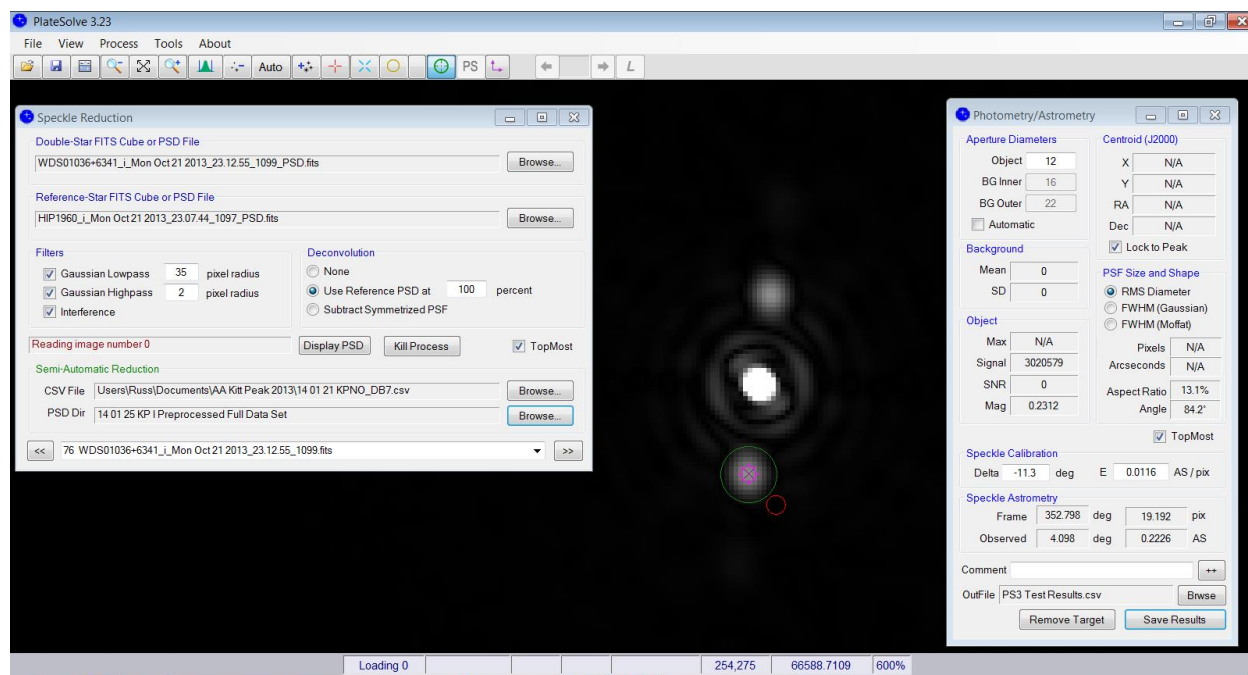 PlateSolve 3.23
File View Process Tools About
Auto PS L
Speckle Reduction
Double-Star FITS Cube or PSD File
WDS01036+6341_i_Mon Oct 21 2013_23.12.55_1099_PSD.fits Browse...
Reference-Star FITS Cube or PSD File
HIP1960_i_Mon Oct 21 2013_23.07.44_1097_PSD.fits Browse...
Filters
Gaussian Lowpass 35 pixel radius
Gaussian Highpass 2 pixel radius
Interference
Deconvolution
None
Use Reference PSD at 100 percent
Subtract Symmetrized PSF
Reading image number 0 Display PSD Kill Process TopMost
Semi-Automatic Reduction
CSV File Users\Russ\Documents\AA Kitt Peak 2013\14 01 21 KPNO_DB7.csv Browse...
PSD Dir 14 01 25 KP I Preprocessed Full Data Set Browse...
<< 76 WDS01036+6341_i_Mon Oct 21 2013_23.12.55_1099.fits >>
Photometry/Astrometry
Aperture Diameters
Object 12
BG Inner 16
BG Outer 22
Automatic
Centroid (J2000)
X N/A
Y N/A
RA N/A
Dec N/A
Lock to Peak
Background
Mean 0
SD 0
PSF Size and Shape
RMS Diameter
FWHM (Gaussian)
FWHM (Moffat)
Pixels N/A
Arcseconds N/A
Aspect Ratio 13.1%
Angle 84.2°
Object
Max N/A
Signal 3020579
SNR 0
Mag 0.2312
TopMost
Speckle Calibration
Delta -11.3 deg E 0.0116 AS / pix
Speckle Astrometry
Frame 352.798 deg 19.192 pix
Observed 4.098 deg 0.2226 AS
Comment ++
OutFile PS3 Test Results.csv Brwse
Remove Target Save Results
Loading 0 254,275 66588.7109 600%